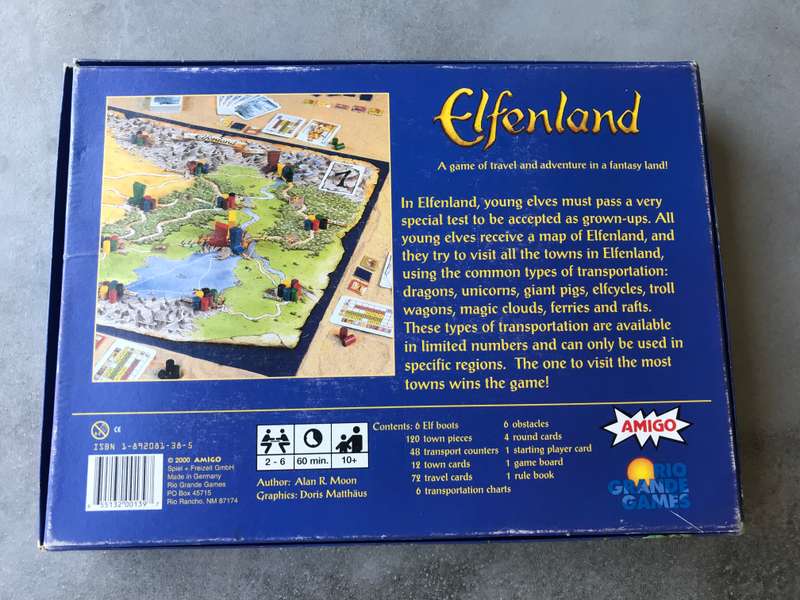 Elfenland
A game of travel and adventure in a fantasy land!
In Elfenland, young elves must pass a very
special test to be accepted as grown-ups. All
young elves receive a map of Elfenland, and
they try to visit all the towns in Elfenland,
using the common types of transportation:
dragons, unicorns, giant pigs, elfcycles, troll
wagons, magic clouds, ferries and rafts.
These types of transportation are available
in limited numbers and can only be used in
specific regions. The one to visit the most
towns wins the game!
CE
ISBN 1-892081-38-5
© 2000 AMIGO
Spiel + Freizeit GmbH
Made in Germany
Rio Grande Games
PO Box 45715
Rio Rancho, NM 87174
55132 00139
2 - 6
60 min.
10+
Author: Alan R. Moon
Graphics: Doris Matthäus
Contents: 6 Elf boots
120 town pieces
48 transport counters
12 town cards
72 travel cards
6 transportation charts
6 obstacles
4 round cards
1 starting player card
1 game board
1 rule book
AMIGO
RIO
GRANDE
GAMES